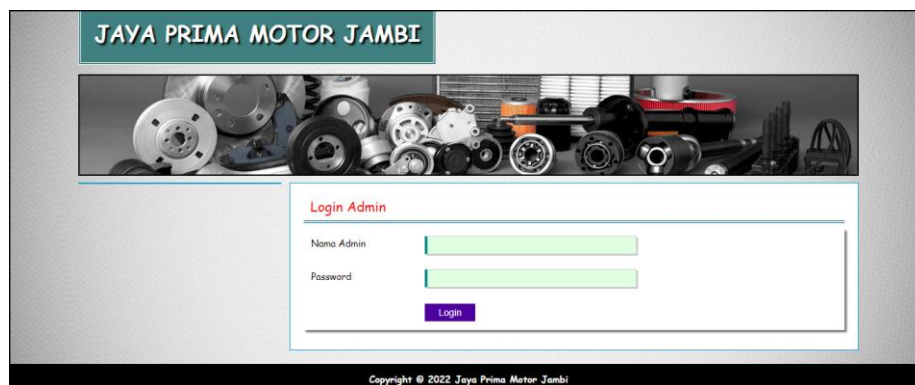 JAYA PRIMA MOTOR JAMBI
Login Admin
Nama Admin
Password
Login
Copyright © 2022 Jaya Prima Motor Jambi